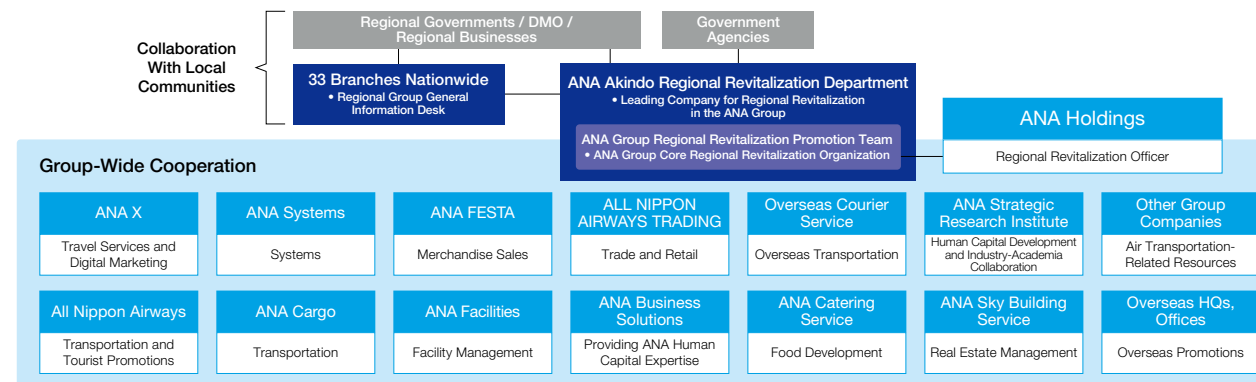 Collaboration
With Local
Communities
Regional Governments / DMO /
Regional Businesses
Government
Agencies
33 Branches Nationwide
• Regional Group General
Information Desk
ANA Akindo Regional Revitalization Department
• Leading Company for Regional Revitalization
in the ANA Group
ANA Group Regional Revitalization Promotion Team
• ANA Group Core Regional Revitalization Organization
ANA Holdings
Regional Revitalization Officer
Group-Wide Cooperation
ANA X
Travel Services and
Digital Marketing
ANA Systems
Systems
ANA FESTA
Merchandise Sales
ALL NIPPON
AIRWAYS TRADING
Trade and Retail
Overseas Courier
Service
Overseas Transportation
ANA Strategic
Research Institute
Human Capital Development
and Industry-Academia
Collaboration
Other Group
Companies
Air Transportation-
Related Resources
All Nippon Airways
Transportation and
Tourist Promotions
ANA Cargo
Transportation
ANA Facilities
Facility Management
ANA Business
Solutions
Providing ANA Human
Capital Expertise
ANA Catering
Service
Food Development
ANA Sky Building
Service
Real Estate Management
Overseas HQs,
Offices
Overseas Promotions